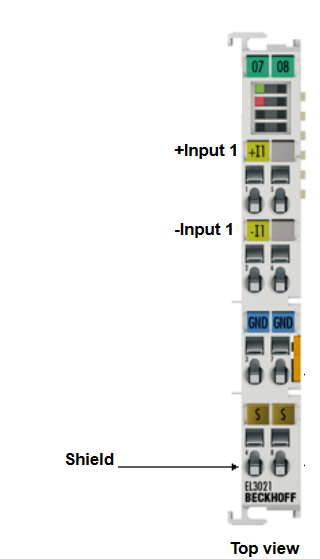 07 08
+Input 1 +I1
1 5
-Input 1 -I1
2 6
GND GND
3 7
S S
Shield
4 8
EL3021
BECKHOFF
Top view